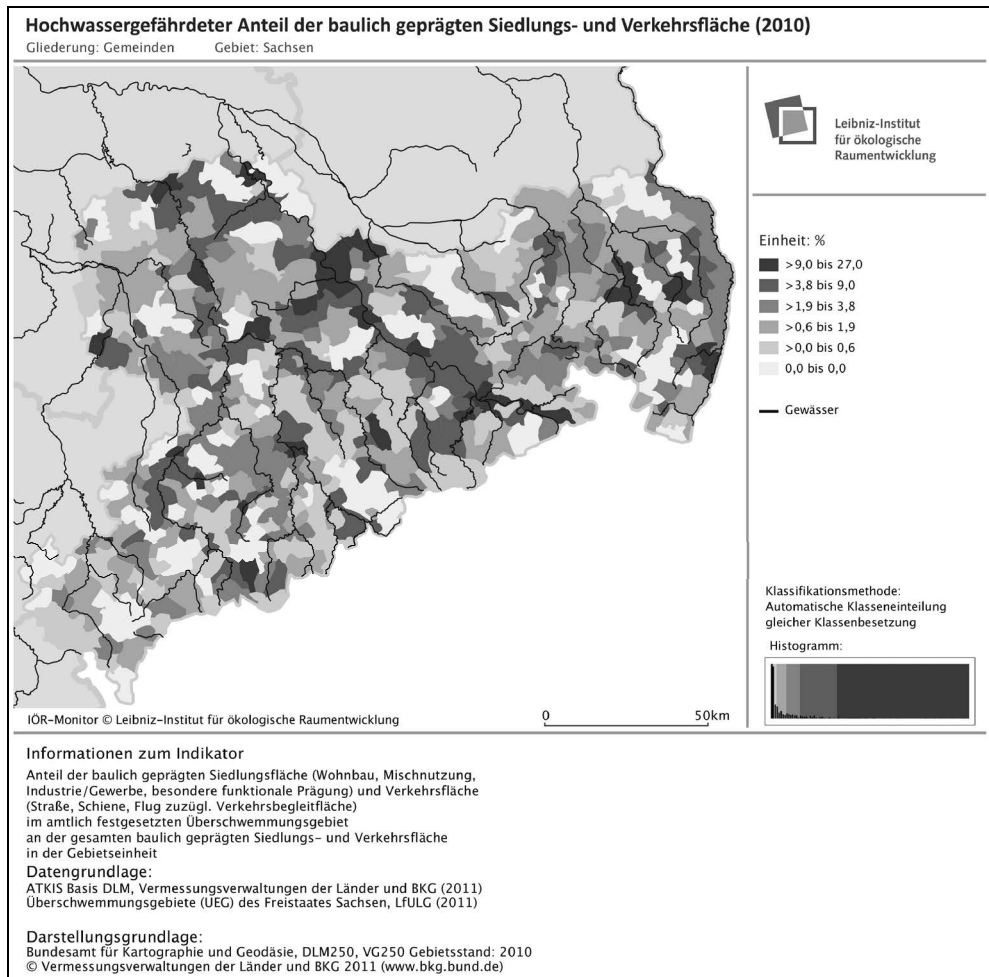 Hochwassergefährdeter Anteil der baulich geprägten Siedlungs- und Verkehrsfläche (2010)
Gliederung: Gemeinden Gebiet: Sachsen
Leibniz-Institut
für ökologische
Raumentwicklung
Einheit: %
>9,0 bis 27,0
>3,8 bis 9,0
>1,9 bis 3,8
>0,6 bis 1,9
>0,0 bis 0,6
0,0 bis 0,0
Gewässer
Klassifikationsmethode:
Automatische Klasseneinteilung
gleicher Klassenbesetzung
Histogramm:
IÖR-Monitor © Leibniz-Institut für ökologische Raumentwicklung
0 50km
Informationen zum Indikator
Anteil der baulich geprägten Siedlungsfläche (Wohnbau, Mischnutzung,
Industrie/Gewerbe, besondere funktionale Prägung) und Verkehrsfläche
(Straße, Schiene, Flug zuzügl. Verkehrsbegleitfläche)
im amtlich festgesetzten Überschwemmungsgebiet
an der gesamten baulich geprägten Siedlungs- und Verkehrsfläche
in der Gebietseinheit
Datengrundlage:
ATKIS Basis DLM, Vermessungsverwaltungen der Länder und BKG (2011)
Überschwemmungsgebiete (UEG) des Freistaates Sachsen, LfULG (2011)
Darstellungsgrundlage:
Bundesamt für Kartographie und Geodäsie, DLM250, VG250 Gebietsstand: 2010
© Vermessungsverwaltungen der Länder und BKG 2011 (www.bkg.bund.de)